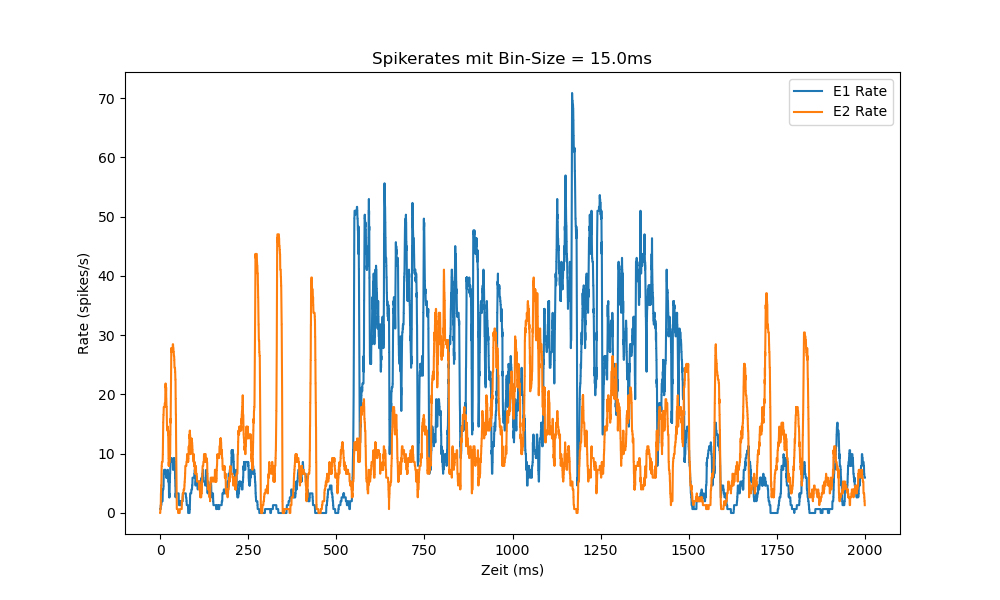 Spikerates mit Bin-Size = 15.0ms
E1 Rate
E2 Rate
Rate (spikes/s)
70
60
50
40
30
20
10
0
0 250 500 750 1000 1250 1500 1750 2000
Zeit (ms)